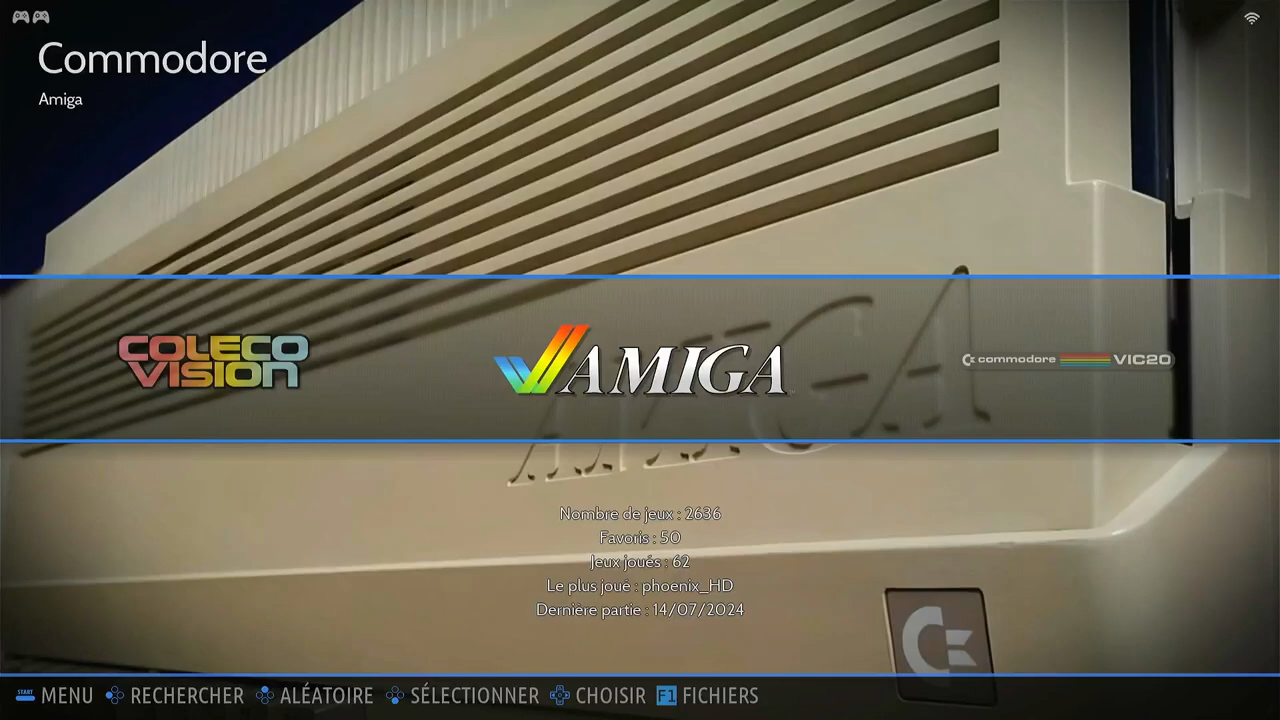 Commodore
Amiga
COLECO
VISION
AMIGA
commodore VIC20
AMIGA
Nombre de jeux : 2636
Favoris : 50
Jeux joués : 62
Le plus joué : phoenix_HD
Dernière partie : 14/07/2024
START MENU RECHERCHER ALÉATOIRE SÉLECTIONNER CHOISIR F1 FICHIERS